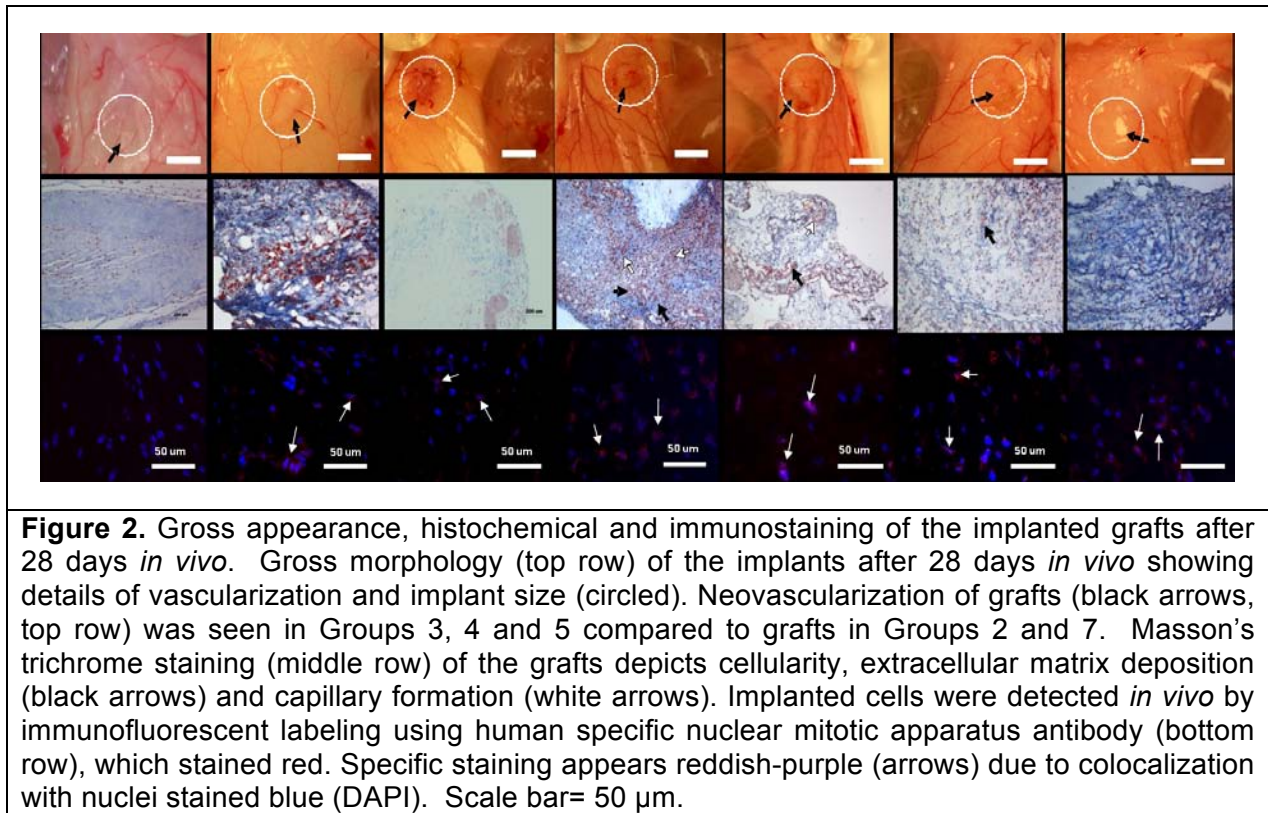 50 um
50 um
50 um
50 um
50 um
50 um
Figure 2. Gross appearance, histochemical and immunostaining of the implanted grafts after
28 days in vivo. Gross morphology (top row) of the implants after 28 days in vivo showing
details of vascularization and implant size (circled). Neovascularization of grafts (black arrows,
top row) was seen in Groups 3, 4 and 5 compared to grafts in Groups 2 and 7. Masson's
trichrome staining (middle row) of the grafts depicts cellularity, extracellular matrix deposition
(black arrows) and capillary formation (white arrows). Implanted cells were detected in vivo by
immunofluorescent labeling using human specific nuclear mitotic apparatus antibody (bottom
row), which stained red. Specific staining appears reddish-purple (arrows) due to colocalization
with nuclei stained blue (DAPI). Scale bar= 50 µm.